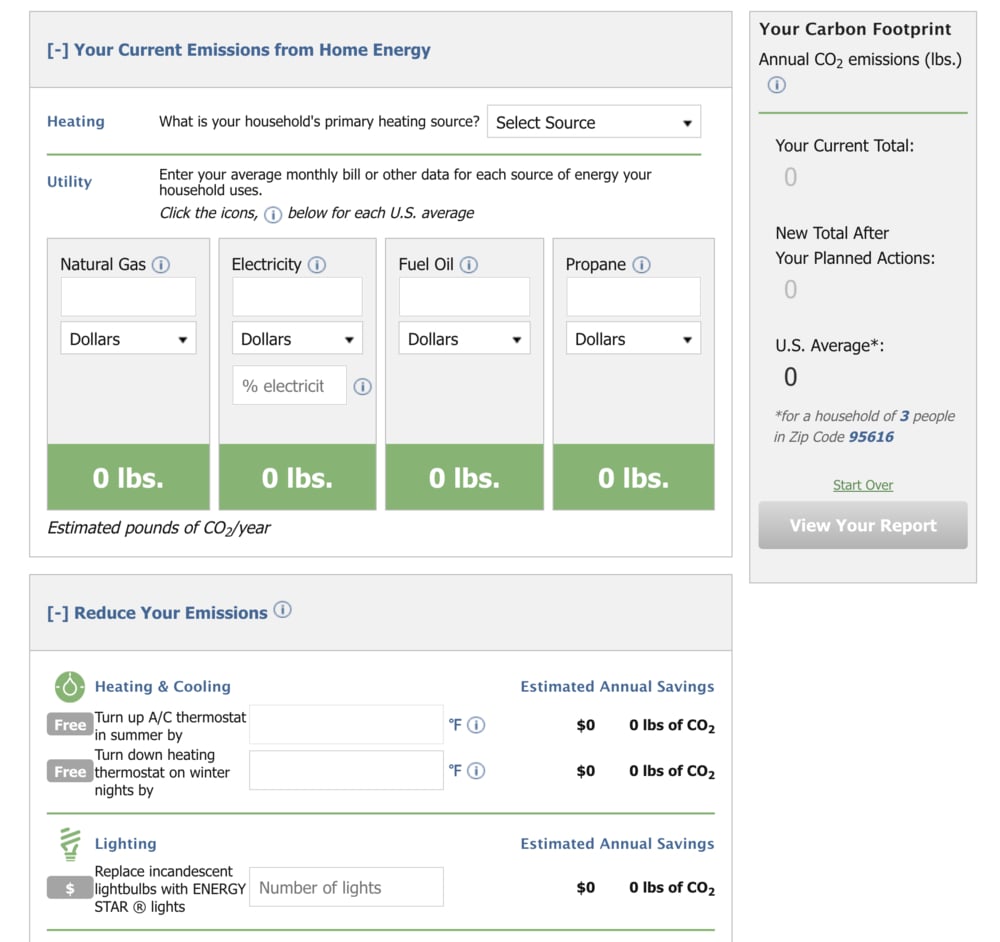 [-] Your Current Emissions from Home Energy
Heating
What is your household's primary heating source?
Select Source
Utility
Enter your average monthly bill or other data for each source of energy your
household uses.
Click the icons, i below for each U.S. average
Natural Gas i
Dollars
0 lbs.
Electricity i
Dollars
% electricit i
0 lbs.
Fuel Oil i
Dollars
0 lbs.
Propane i
Dollars
0 lbs.
Estimated pounds of CO₂/year
[-] Reduce Your Emissions i
Heating & Cooling
Estimated Annual Savings
Free
Turn up A/C thermostat
in summer by
°F i
$0
0 lbs of CO₂
Free
Turn down heating
thermostat on winter
nights by
°F i
$0
0 lbs of CO₂
Lighting
Estimated Annual Savings
$
Replace incandescent
lightbulbs with ENERGY
STAR ® lights
Number of lights
$0
0 lbs of CO₂
Your Carbon Footprint
Annual CO₂ emissions (lbs.)
i
Your Current Total:
0
New Total After
Your Planned Actions:
0
U.S. Average*:
0
*for a household of 3 people
in Zip Code 95616
Start Over
View Your Report